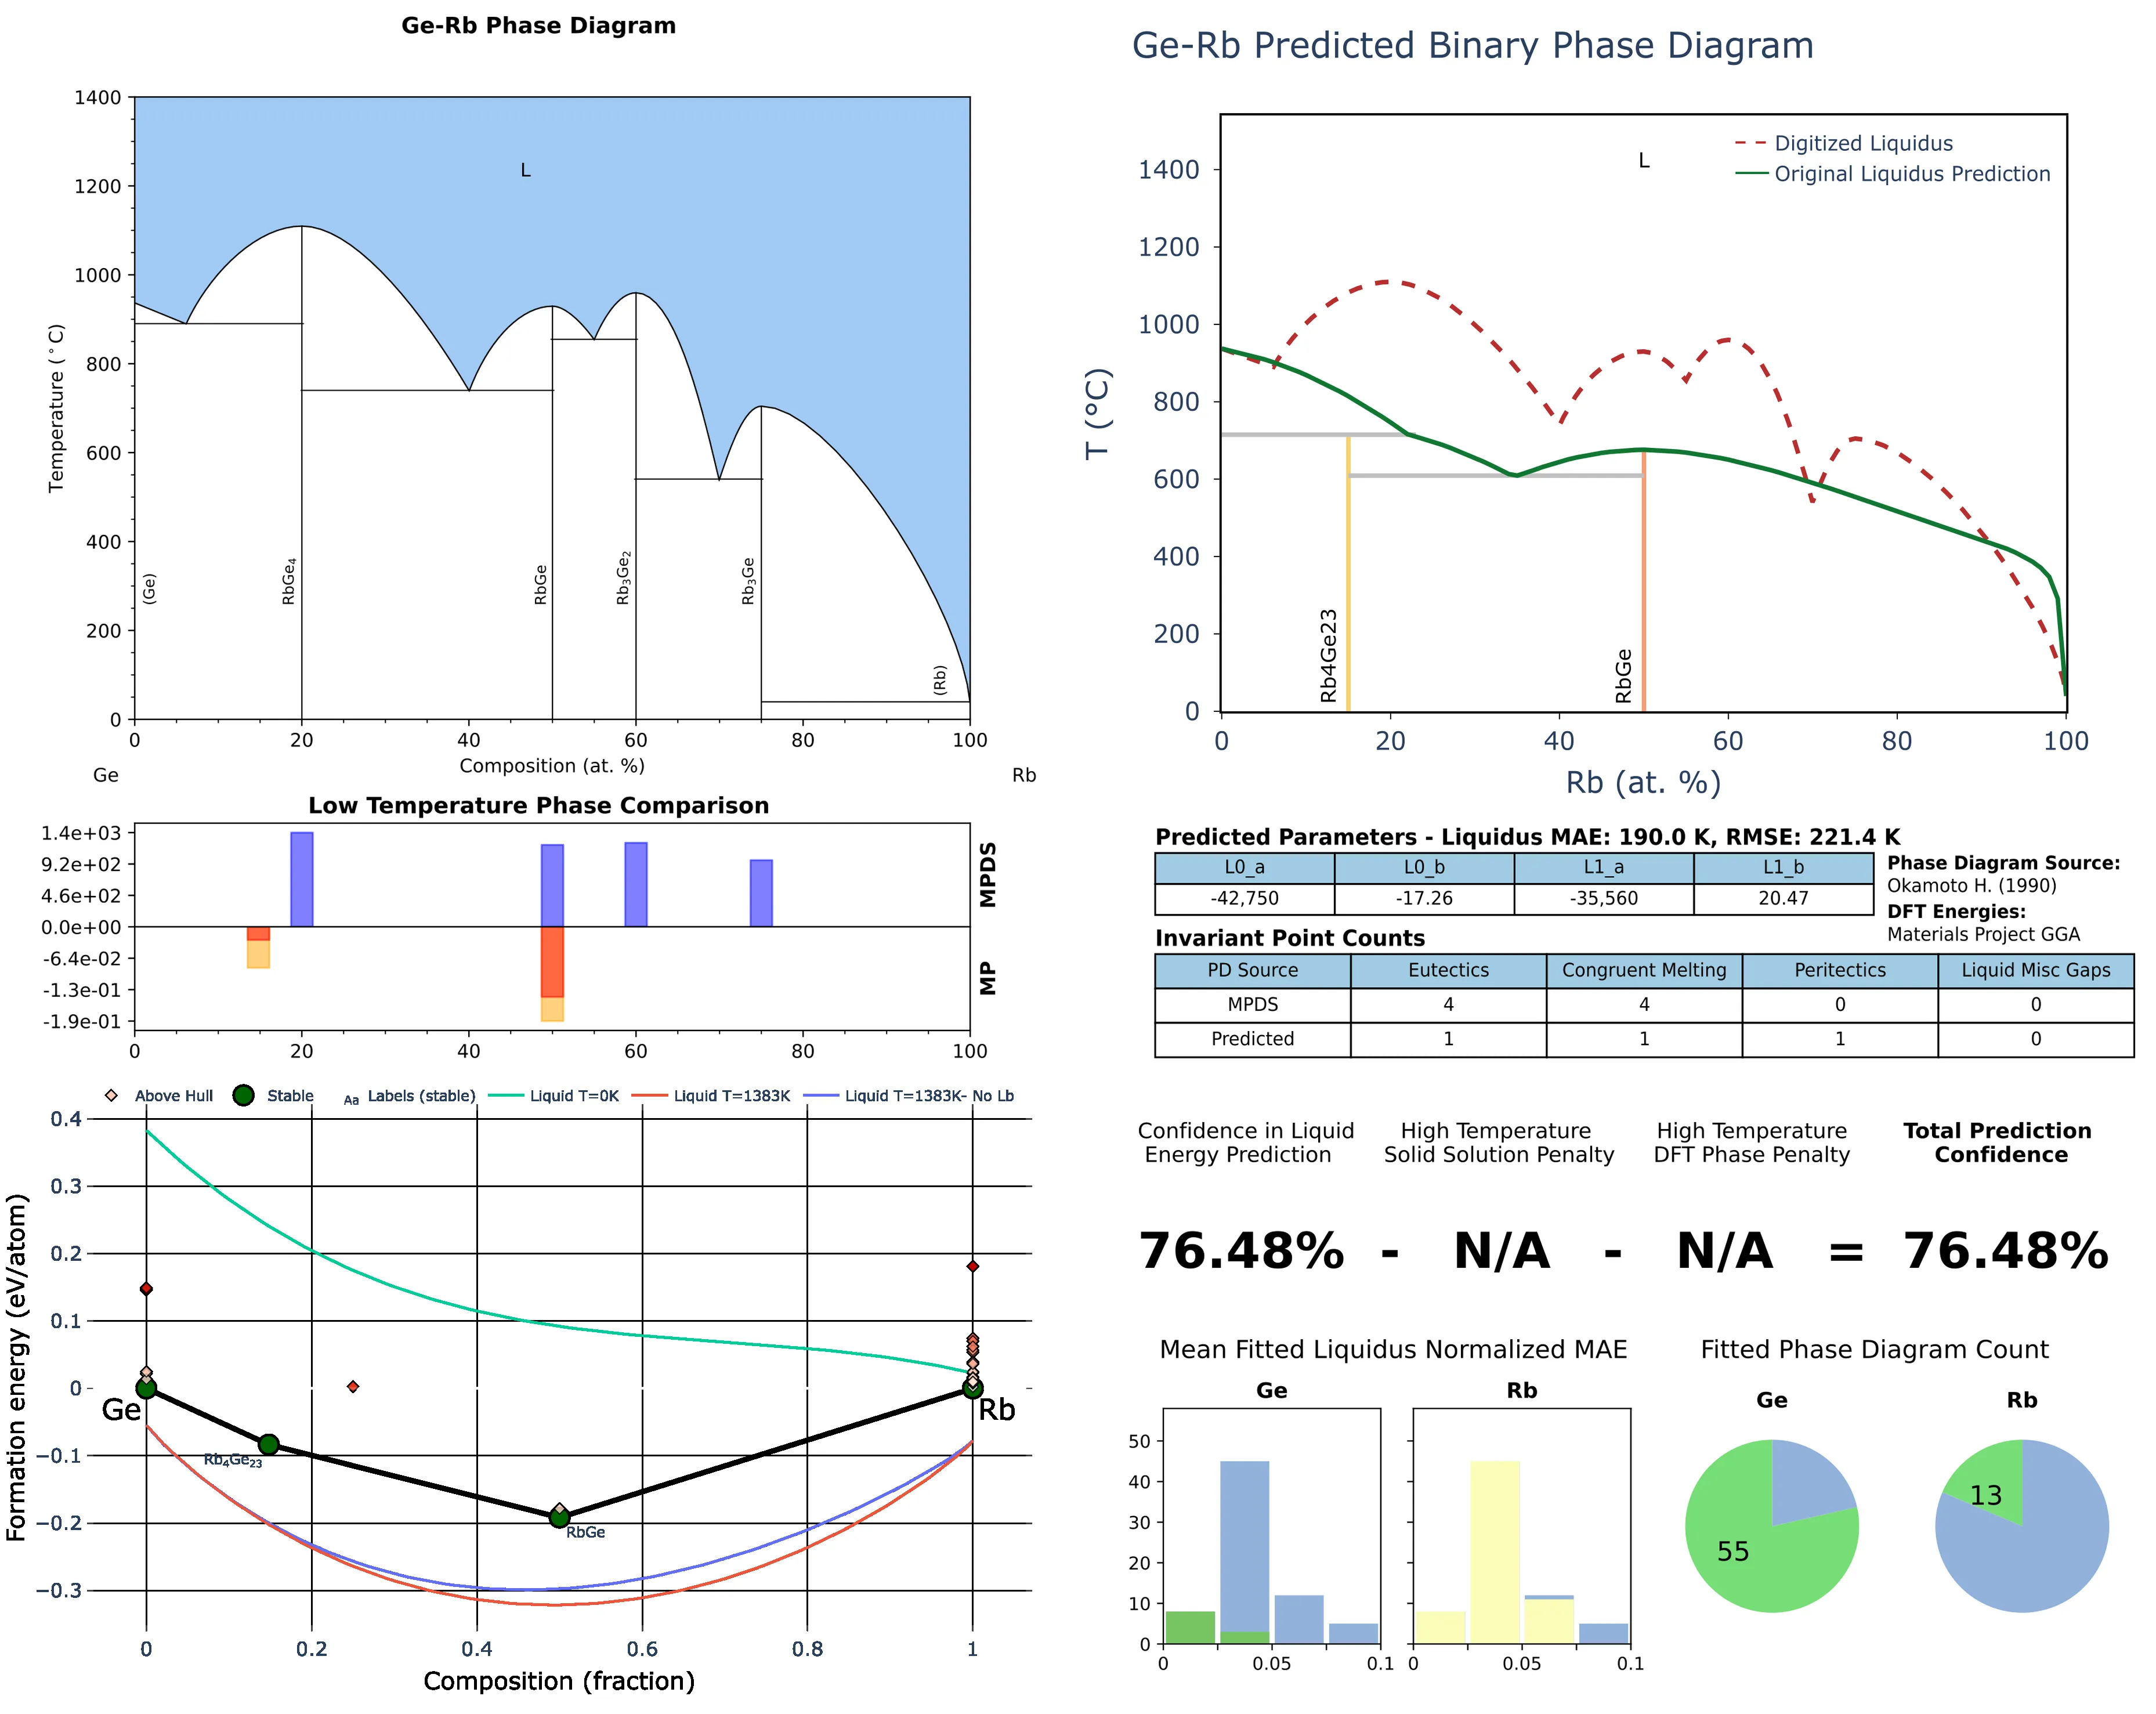 Ge-Rb Phase Diagram
1400
1200
1000
800
600
400
200
0
Temperature (°C)
L
(Ge)
RbGe₄
RbGe
Rb₃Ge₂
Rb₃Ge
(Rb)
0 20 40 60 80 100
Composition (at. %)
Ge Rb
Ge-Rb Predicted Binary Phase Diagram
1400
1200
1000
800
600
400
200
0
T (°C)
L
Digitized Liquidus
Original Liquidus Prediction
Rb4Ge23
RbGe
0 20 40 60 80 100
Rb (at. %)
Low Temperature Phase Comparison
1.4e+03
9.2e+02
4.6e+02
0.0e+00
-6.4e-02
-1.3e-01
-1.9e-01
MPDS
MP
0 20 40 60 80 100
Predicted Parameters - Liquidus MAE: 190.0 K, RMSE: 221.4 K
L0_a L0_b L1_a L1_b
-42,750 -17.26 -35,560 20.47
Phase Diagram Source:
Okamoto H. (1990)
DFT Energies:
Materials Project GGA
Invariant Point Counts
PD Source Eutectics Congruent Melting Peritectics Liquid Misc Gaps
MPDS 4 4 0 0
Predicted 1 1 1 0
Above Hull Stable Aa Labels (stable) Liquid T=0K Liquid T=1383K Liquid T=1383K- No Lb
0.4
0.3
0.2
0.1
0
−0.1
−0.2
−0.3
Formation energy (eV/atom)
Ge
Rb₄Ge₂₃
RbGe
Rb
0 0.2 0.4 0.6 0.8 1
Composition (fraction)
Confidence in Liquid
Energy Prediction
High Temperature
Solid Solution Penalty
High Temperature
DFT Phase Penalty
Total Prediction
Confidence
76.48% - N/A - N/A = 76.48%
Mean Fitted Liquidus Normalized MAE
Ge Rb
50
40
30
20
10
0
0 0.05 0.1 0 0.05 0.1
Fitted Phase Diagram Count
Ge Rb
55
13